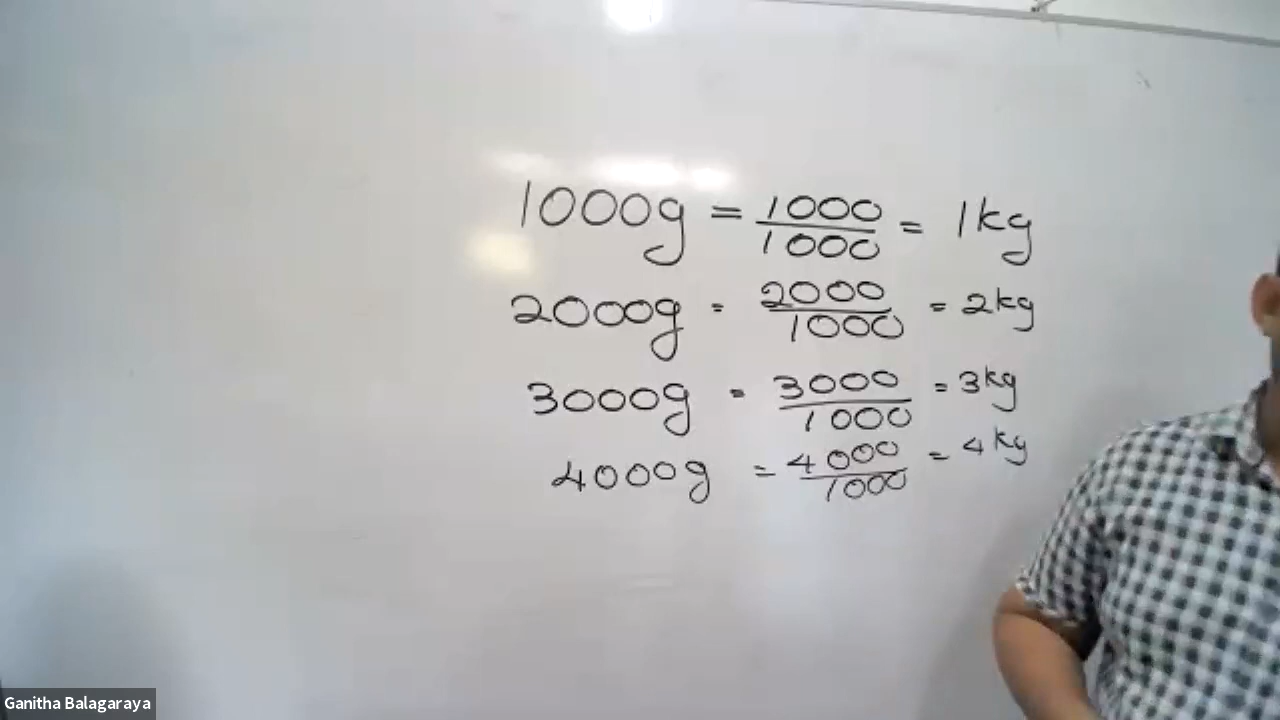 1000g = 1000/1000 = 1kg
2000g = 2000/1000 = 2kg
3000g = 3000/1000 = 3kg
4000g = 4000/1000 = 4kg
Ganitha Balagaraya